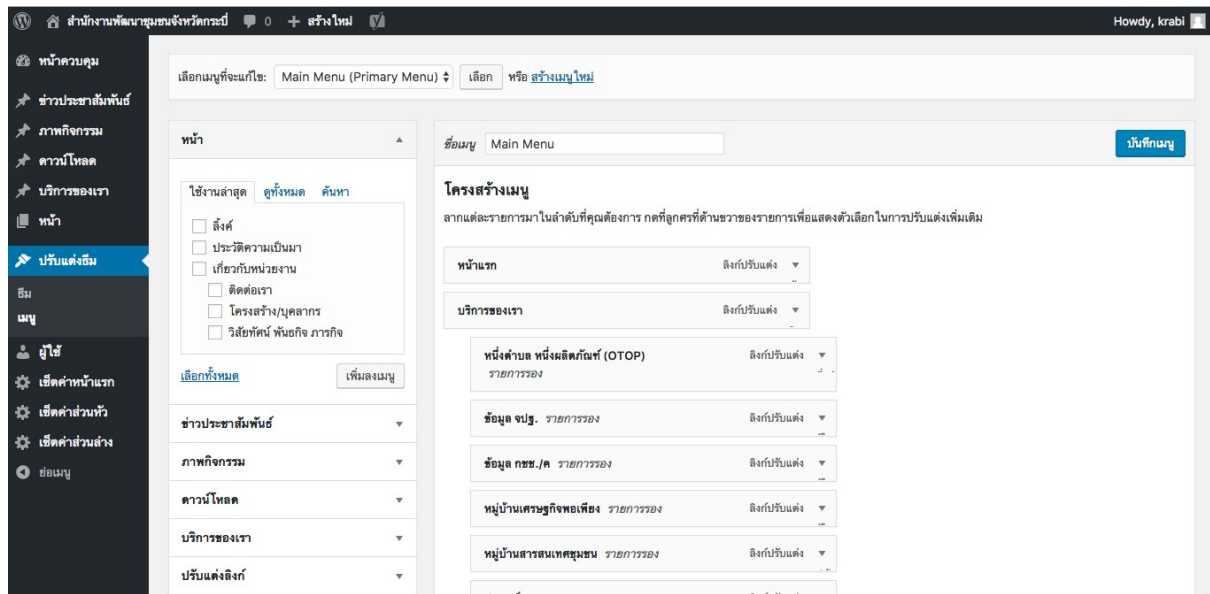 สำนักงานพัฒนาชุมชนจังหวัดกระบี่ 0 + สร้างใหม่ Howdy, krabi
หน้าควบคุม
ข่าวประชาสัมพันธ์
ภาพกิจกรรม
ดาวน์โหลด
บริการของเรา
หน้า
ปรับแต่งธีม
ธีม
เมนู
ผู้ใช้
เซ็ตค่าหน้าแรก
เซ็ตค่าส่วนหัว
เซ็ตค่าส่วนล่าง
ย่อเมนู
เลือกเมนูที่จะแก้ไข: Main Menu (Primary Menu) เลือก หรือ สร้างเมนูใหม่
หน้า
ใช้งานล่าสุด ดูทั้งหมด ค้นหา
ลิ้งค์
ประวัติความเป็นมา
เกี่ยวกับหน่วยงาน
ติดต่อเรา
โครงสร้าง/บุคลากร
วิสัยทัศน์ พันธกิจ ภารกิจ
เลือกทั้งหมด เพิ่มลงเมนู
ข่าวประชาสัมพันธ์
ภาพกิจกรรม
ดาวน์โหลด
บริการของเรา
ปรับแต่งลิงก์
ชื่อเมนู Main Menu บันทึกเมนู
โครงสร้างเมนู
ลากแต่ละรายการมาในลำดับที่คุณต้องการ กดที่ลูกศรที่ด้านขวาของรายการเพื่อแสดงตัวเลือกในการปรับแต่งเพิ่มเติม
หน้าแรก ลิงก์ปรับแต่ง
บริการของเรา ลิงก์ปรับแต่ง
หนึ่งตำบล หนึ่งผลิตภัณฑ์ (OTOP) ลิงก์ปรับแต่ง
รายการรอง
ข้อมูล จปฐ. รายการรอง ลิงก์ปรับแต่ง
ข้อมูล กชช./ค รายการรอง ลิงก์ปรับแต่ง
หมู่บ้านเศรษฐกิจพอเพียง รายการรอง ลิงก์ปรับแต่ง
หมู่บ้านสารสนเทศชุมชน รายการรอง ลิงก์ปรับแต่ง